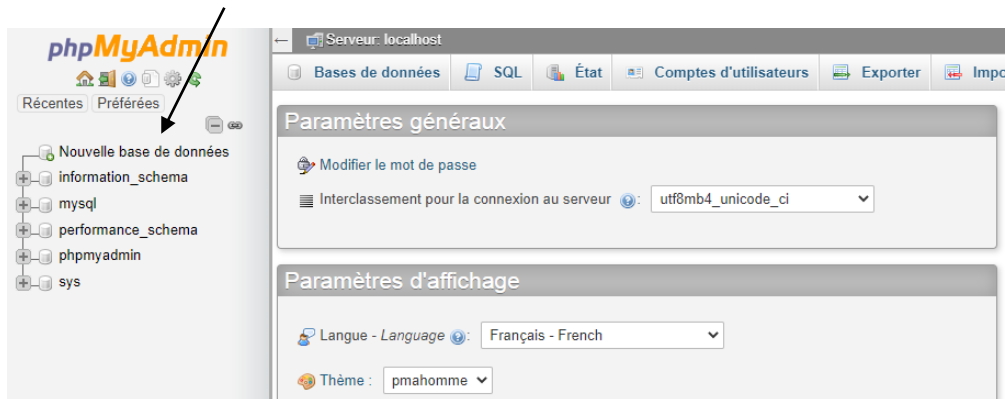 phpMyAdmin
Récentes Préférées
Nouvelle base de données
information_schema
mysql
performance_schema
phpmyadmin
sys
← Serveur: localhost
Bases de données SQL État Comptes d'utilisateurs Exporter Impo
Paramètres généraux
Modifier le mot de passe
Interclassement pour la connexion au serveur : utf8mb4_unicode_ci
Paramètres d'affichage
Langue - Language : Français - French
Thème : pmahomme